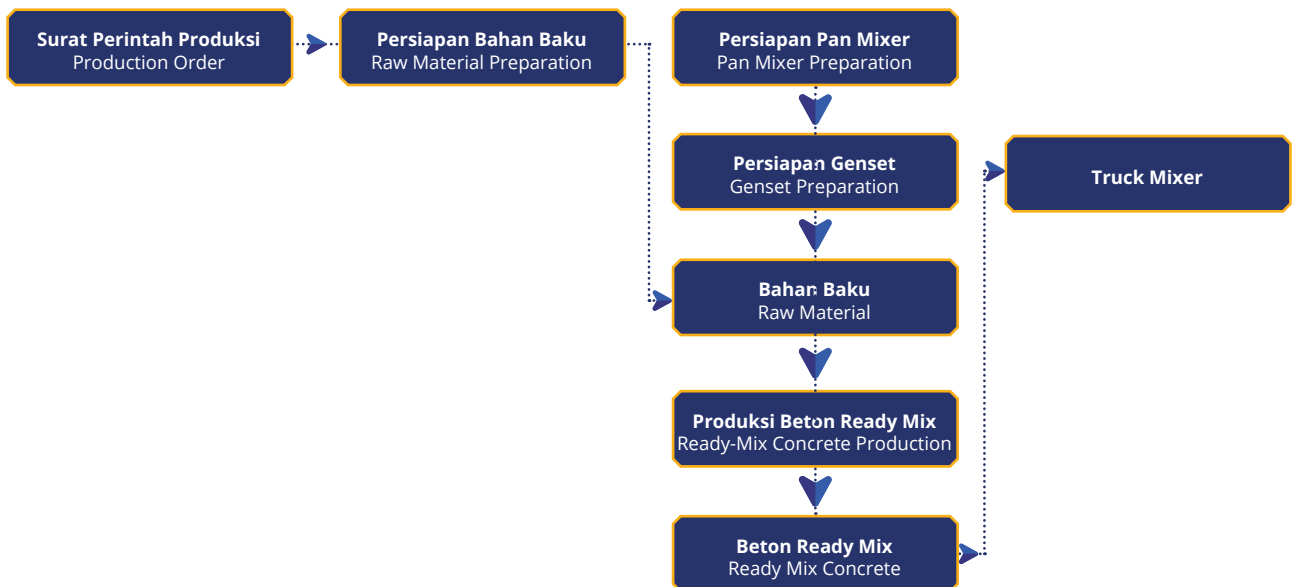 Surat Perintah Produksi
Production Order
Persiapan Bahan Baku
Raw Material Preparation
Persiapan Pan Mixer
Pan Mixer Preparation
Persiapan Genset
Genset Preparation
Bahan Baku
Raw Material
Produksi Beton Ready Mix
Ready-Mix Concrete Production
Beton Ready Mix
Ready Mix Concrete
Truck Mixer